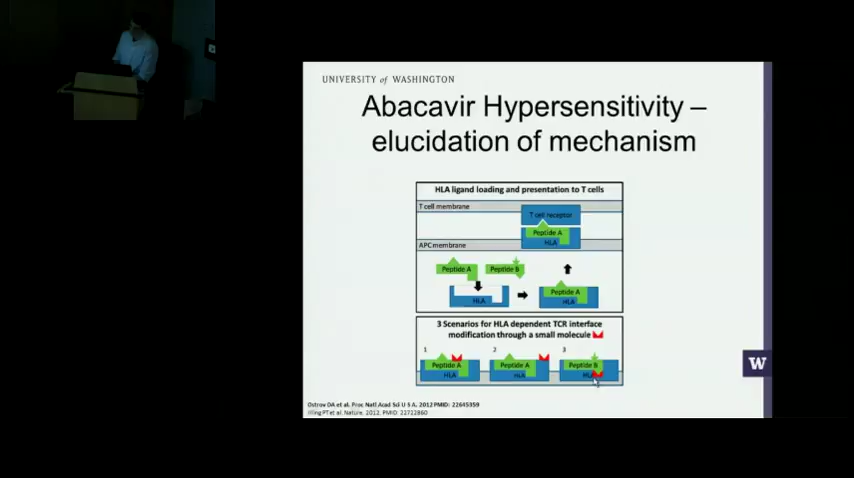 UNIVERSITY of WASHINGTON
Abacavir Hypersensitivity –
elucidation of mechanism
HLA ligand loading and presentation to T cells
T cell membrane
T cell receptor
Peptide A
HLA
APC membrane
Peptide A
Peptide B
HLA
Peptide A
HLA
3 Scenarios for HLA dependent TCR interface
modification through a small molecule
1
2
3
Peptide A
HLA
Peptide A
HLA
Peptide B
HLA
W
Ostrov DA et al. Proc Natl Acad Sci U S A. 2012 PMID: 22645359
Illing PT et al. Nature. 2012. PMID: 22722860